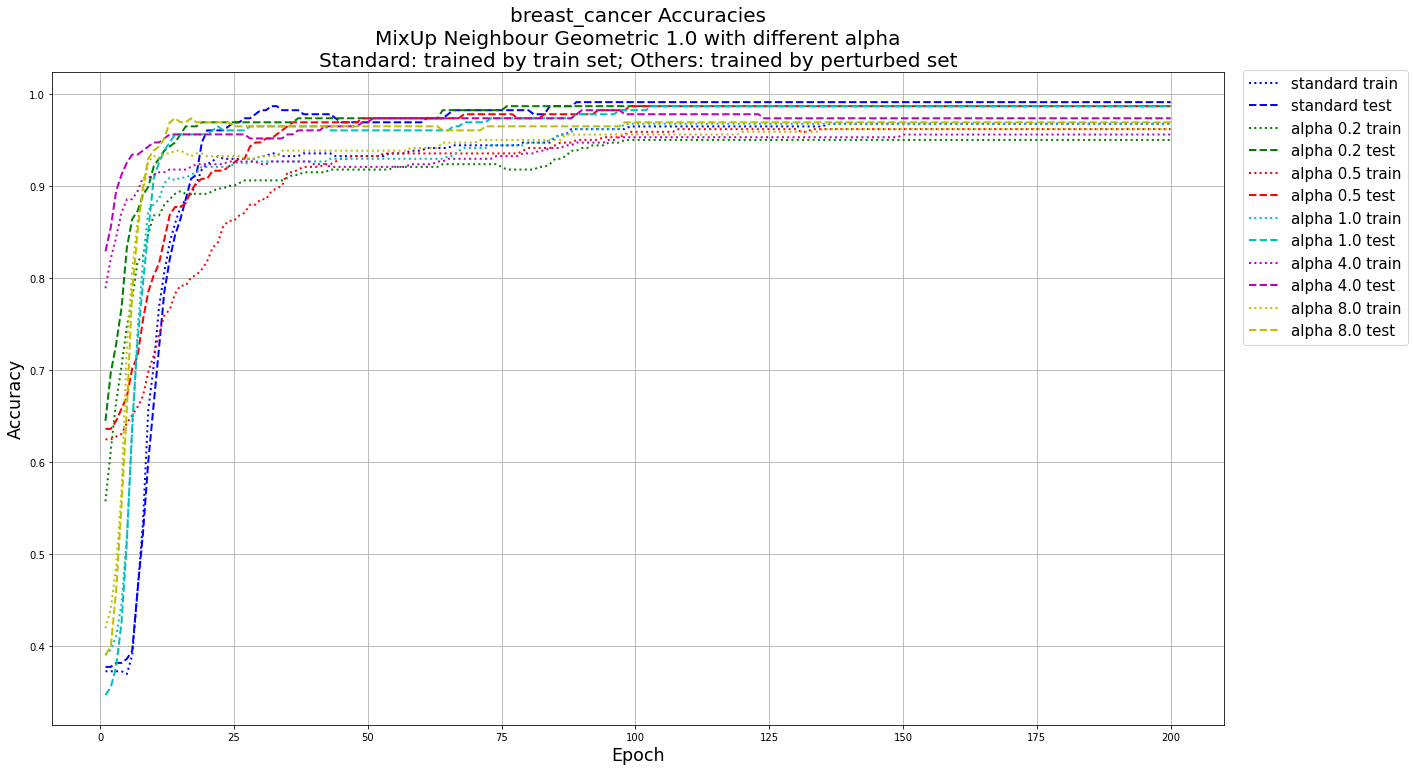 breast_cancer Accuracies
MixUp Neighbour Geometric 1.0 with different alpha
Standard: trained by train set; Others: trained by perturbed set
1.0
0.9
0.8
0.7
0.6
0.5
0.4
Accuracy
0
25
50
75
100
125
150
175
200
Epoch
standard train
standard test
alpha 0.2 train
alpha 0.2 test
alpha 0.5 train
alpha 0.5 test
alpha 1.0 train
alpha 1.0 test
alpha 4.0 train
alpha 4.0 test
alpha 8.0 train
alpha 8.0 test